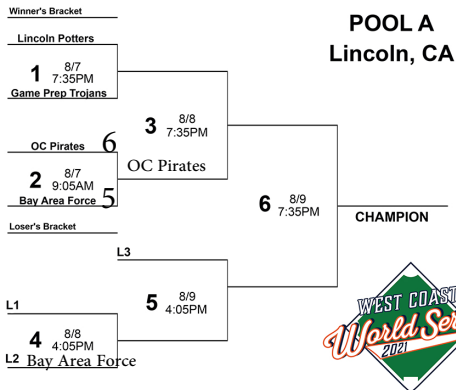 Winner's Bracket
POOL A
Lincoln, CA
Lincoln Potters
1 8/7
7:35PM
Game Prep Trojans
3 8/8
7:35PM
OC Pirates 6
OC Pirates
2 8/7
9:05AM
Bay Area Force 5
6 8/9
7:35PM
CHAMPION
Loser's Bracket
L3
5 8/9
4:05PM
L1
4 8/8
4:05PM
L2 Bay Area Force
WEST COAST
World Ser
2021